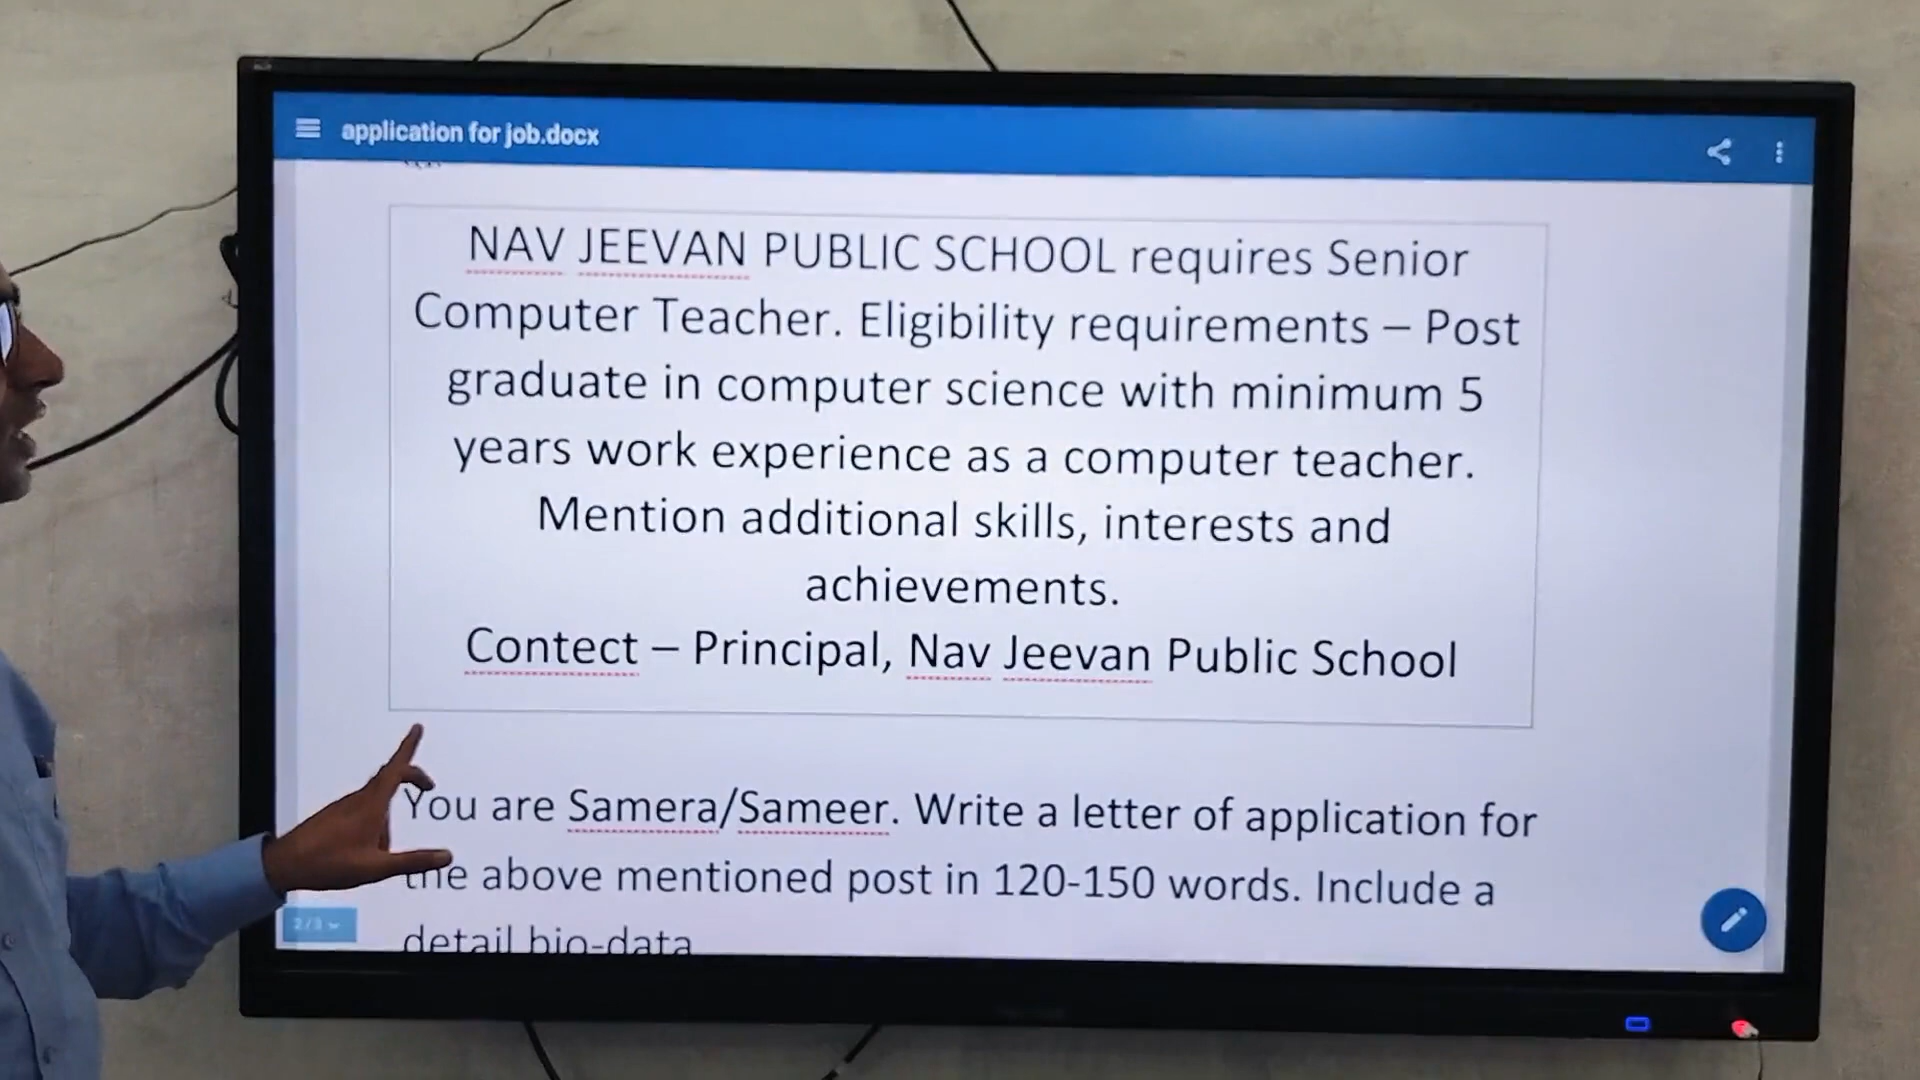 application for job.docx
NAV JEEVAN PUBLIC SCHOOL requires Senior
Computer Teacher. Eligibility requirements – Post
graduate in computer science with minimum 5
years work experience as a computer teacher.
Mention additional skills, interests and
achievements.
Contect – Principal, Nav Jeevan Public School
You are Samera/Sameer. Write a letter of application for
the above mentioned post in 120-150 words. Include a
detail bio-data
2/3